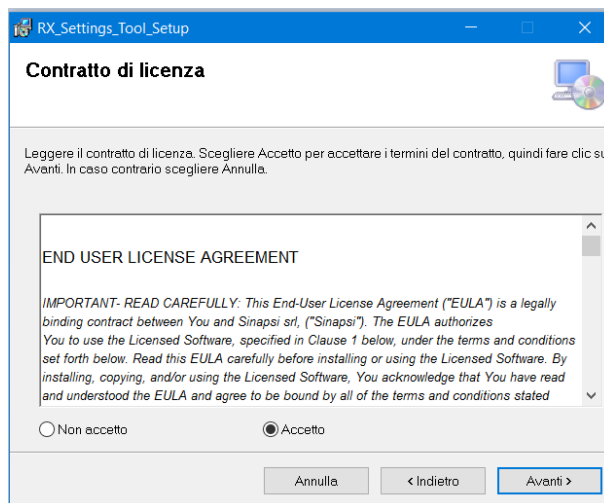 RX_Settings_Tool_Setup
Contratto di licenza
Leggere il contratto di licenza. Scegliere Accetto per accettare i termini del contratto, quindi fare clic su
Avanti. In caso contrario scegliere Annulla.
END USER LICENSE AGREEMENT
IMPORTANT- READ CAREFULLY: This End-User License Agreement ("EULA") is a legally
binding contract between You and Sinapsi srl, ("Sinapsi"). The EULA authorizes
You to use the Licensed Software, specified in Clause 1 below, under the terms and conditions
set forth below. Read this EULA carefully before installing or using the Licensed Software. By
installing, copying, and/or using the Licensed Software, You acknowledge that You have read
and understood the EULA and agree to be bound by all of the terms and conditions stated
Non accetto Accetto
Annulla < Indietro Avanti >